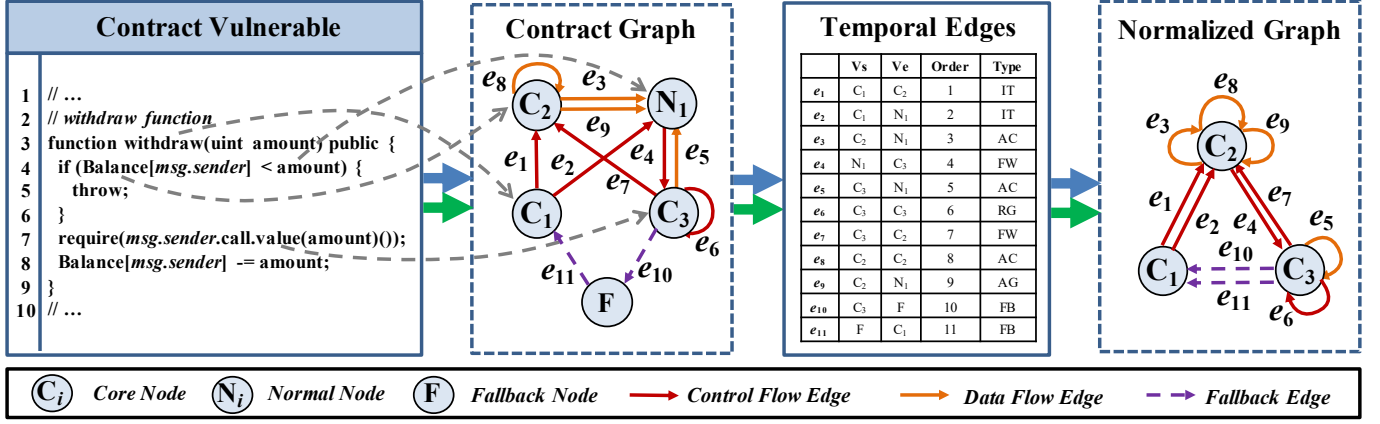 Contract Vulnerable
1 // ...
2 // withdraw function
3 function withdraw(uint amount) public {
4 if (Balance[msg.sender] < amount) {
5 throw;
6 }
7 require(msg.sender.call.value(amount)());
8 Balance[msg.sender] -= amount;
9 }
10 // ...
Contract Graph
e8
e3
C2
N1
e9
e1
e2
e4
e5
e7
C1
C3
e6
e11
e10
F
Temporal Edges
Vs Ve Order Type
e1 C1 C2 1 IT
e2 C1 N1 2 IT
e3 C2 N1 3 AC
e4 N1 C3 4 FW
e5 C3 N1 5 AC
e6 C3 C3 6 RG
e7 C3 C2 7 FW
e8 C2 C2 8 AC
e9 C2 N1 9 AG
e10 C3 F 10 FB
e11 F C1 11 FB
Normalized Graph
e8
e3
e9
C2
e1
e7
e2
e4
e5
e10
C1
C3
e11
e6
Ci Core Node
Ni Normal Node
F Fallback Node
Control Flow Edge
Data Flow Edge
Fallback Edge